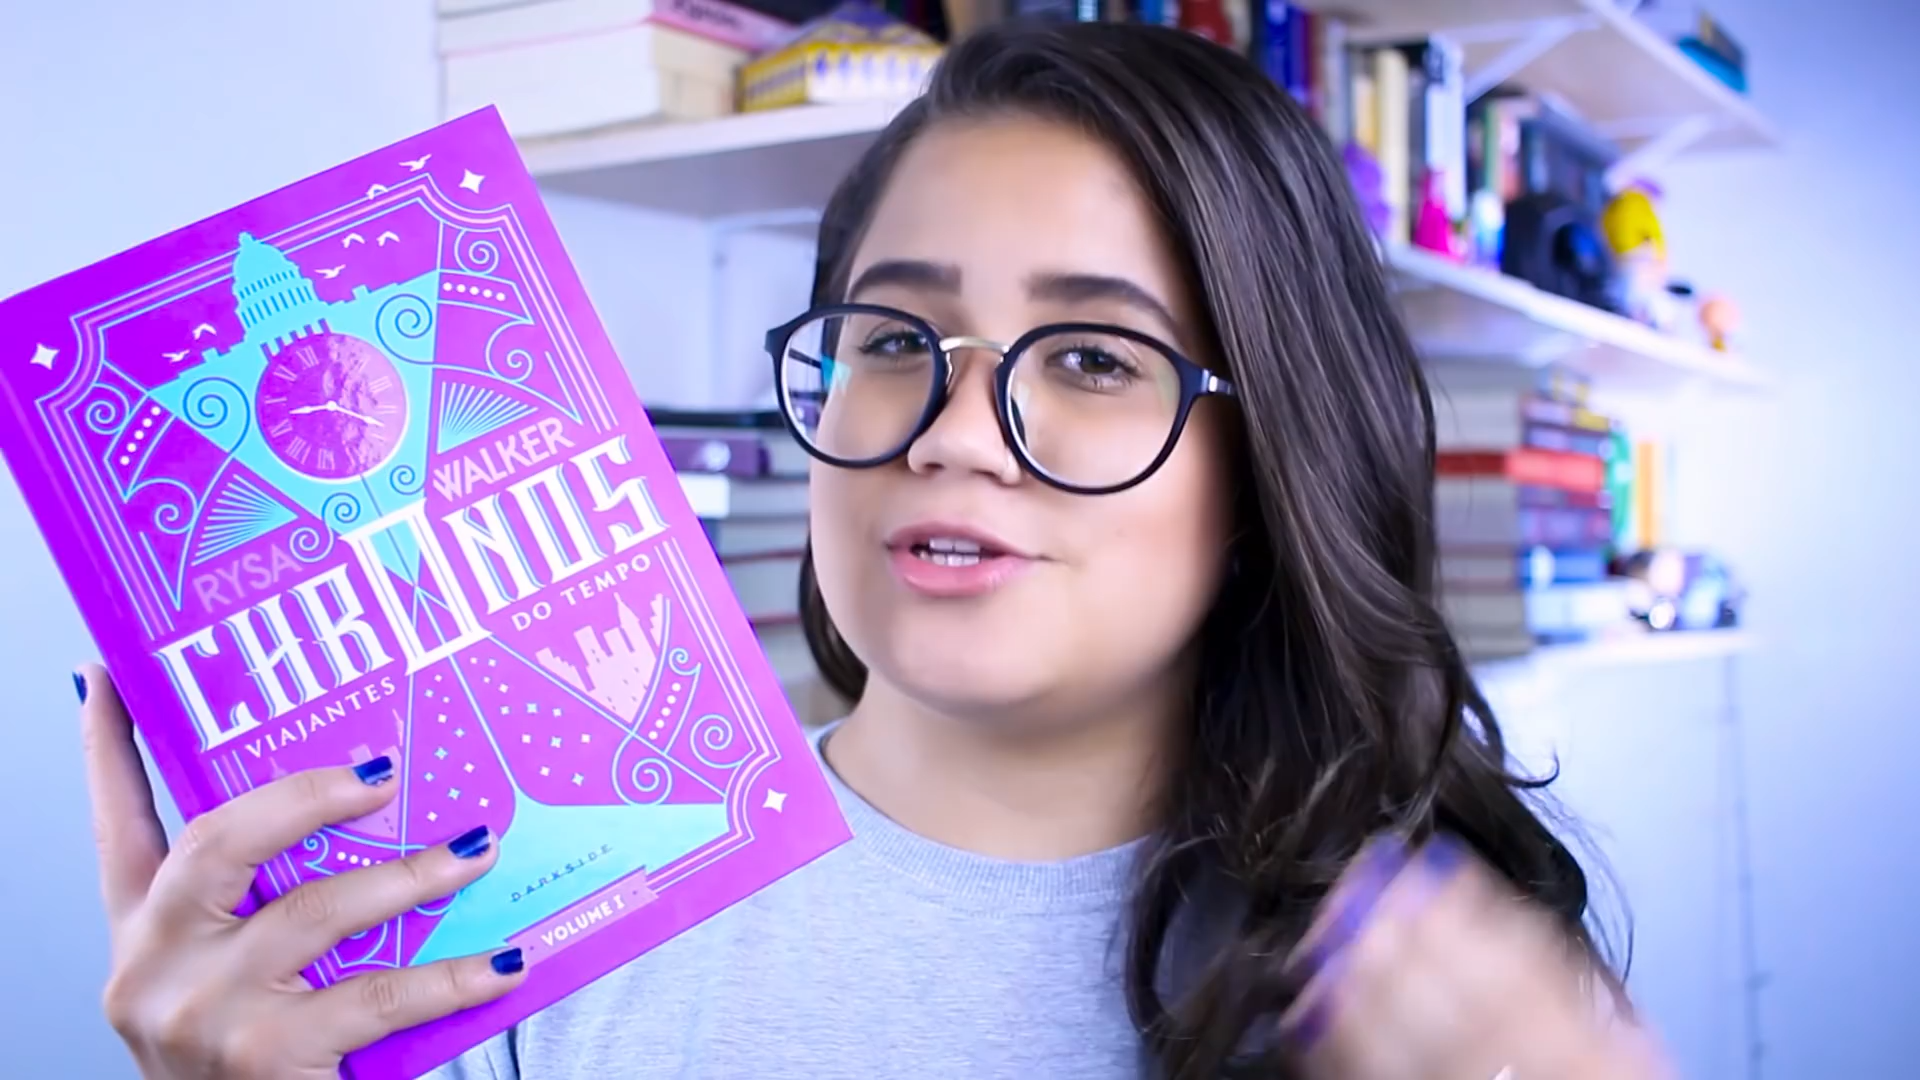 RYSA WALKER
CHRONOS
VIAJANTES DO TEMPO
DARKSIDE
VOLUME I